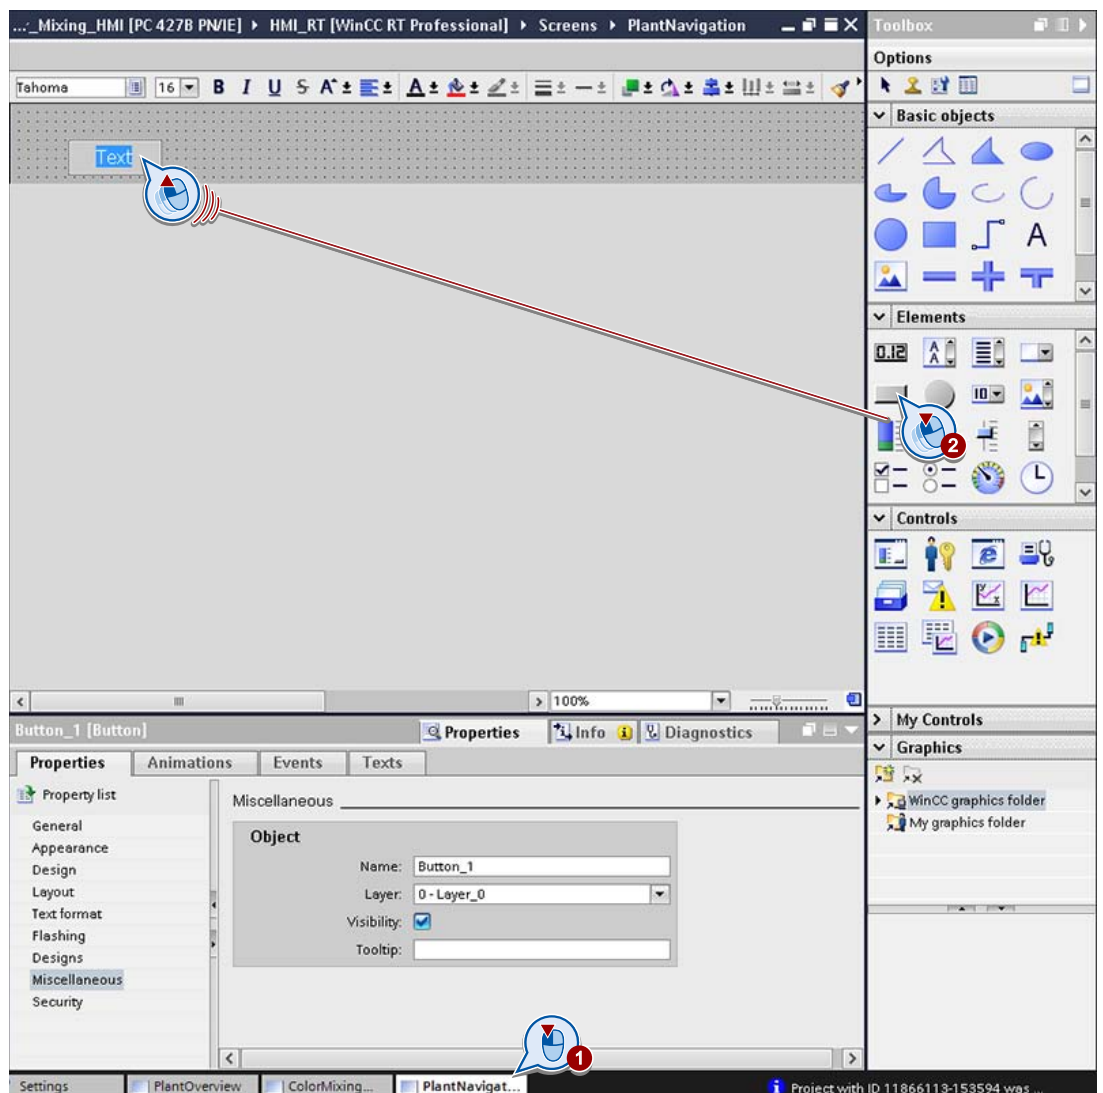 ..._Mixing_HMI [PC 427B PN/IE] ▸ HMI_RT [WinCC RT Professional] ▸ Screens ▸ PlantNavigation
Toolbox
Options
Tahoma 16 B I U S A A
Basic objects
Text
A
Elements
0.12 A A
10
2
Controls
100%
My Controls
Button_1 [Button]
Properties Info Diagnostics
Graphics
Properties Animations Events Texts
Property list
Miscellaneous
WinCC graphics folder
My graphics folder
General
Object
Appearance
Name: Button_1
Design
Layer: 0 - Layer_0
Layout
Text format
Visibility:
Flashing
Tooltip:
Designs
Miscellaneous
Security
1
Settings PlantOverview ColorMixing... PlantNavigat... Project with ID 11866113-153594 was ...